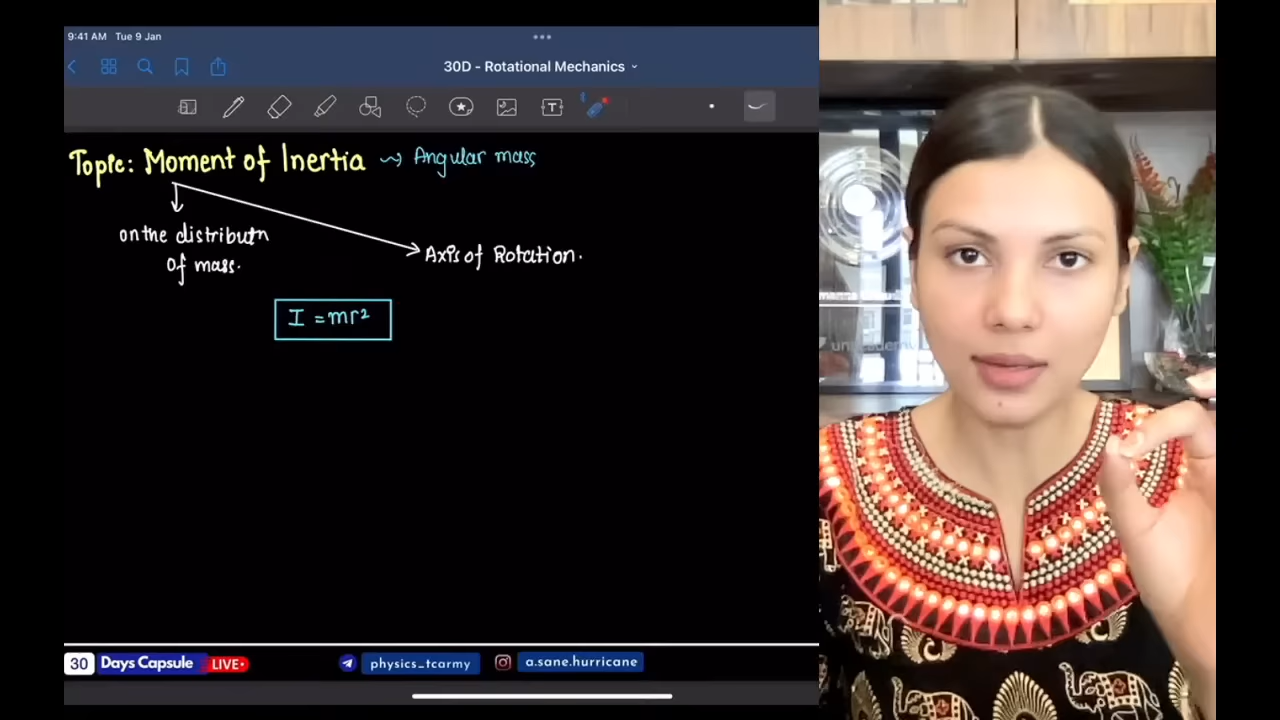 9:41 AM Tue 9 Jan
30D - Rotational Mechanics
Topic: Moment of Inertia ⇝ Angular mass
on the distributn
of mass.
Axis of Rotation.
I = mr²
30 Days Capsule LIVE
physics_tcarmy
a.sane.hurricane